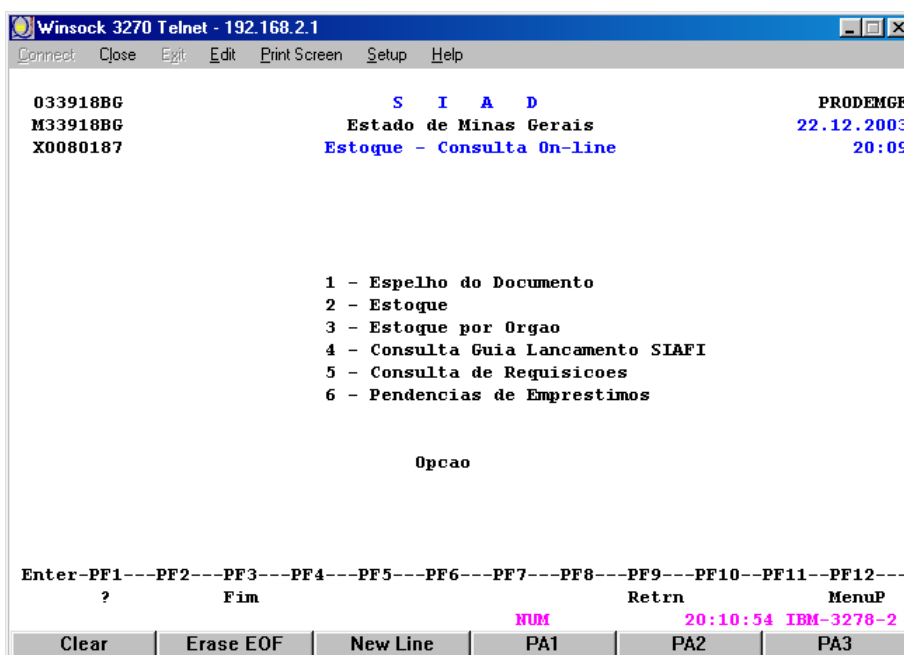 Winsock 3270 Telnet - 192.168.2.1
Connect Close Exit Edit Print Screen Setup Help
033918BG S I A D PRODEMGE
M33918BG Estado de Minas Gerais 22.12.2003
X0080187 Estoque - Consulta On-line 20:09
1 - Espelho do Documento
2 - Estoque
3 - Estoque por Orgao
4 - Consulta Guia Lancamento SIAFI
5 - Consulta de Requisicoes
6 - Pendencias de Emprestimos
Opcao
Enter-PF1---PF2---PF3---PF4---PF5---PF6---PF7---PF8---PF9---PF10--PF11--PF12---
? Fim Retrn MenuP
NUM 20:10:54 IBM-3278-2
Clear Erase EOF New Line PA1 PA2 PA3